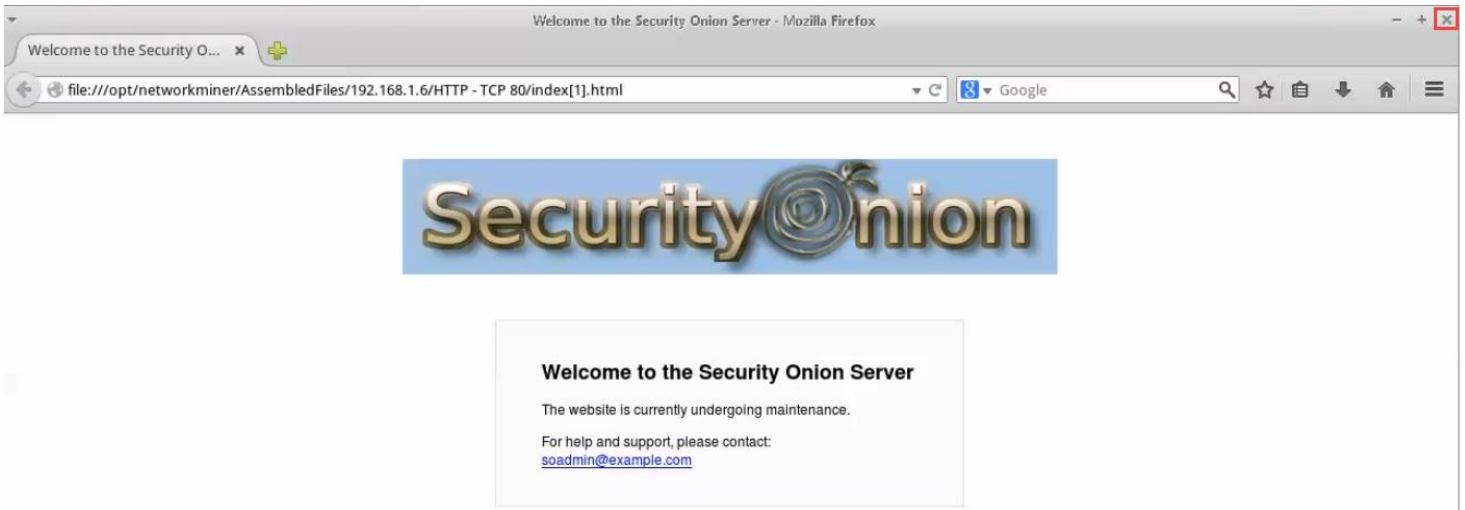 Welcome to the Security Onion Server - Mozilla Firefox
Welcome to the Security O...
file:///opt/networkminer/AssembledFiles/192.168.1.6/HTTP - TCP 80/index[1].html
8 Google
Security Onion
Welcome to the Security Onion Server
The website is currently undergoing maintenance.
For help and support, please contact:
soadmin@example.com